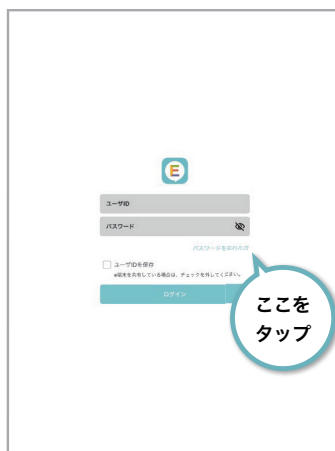 E
ユーザID
パスワード
パスワードを忘れた方
ユーザIDを保存
※端末を共有している場合は、チェックを外してください。
ログイン
ここを
タップ